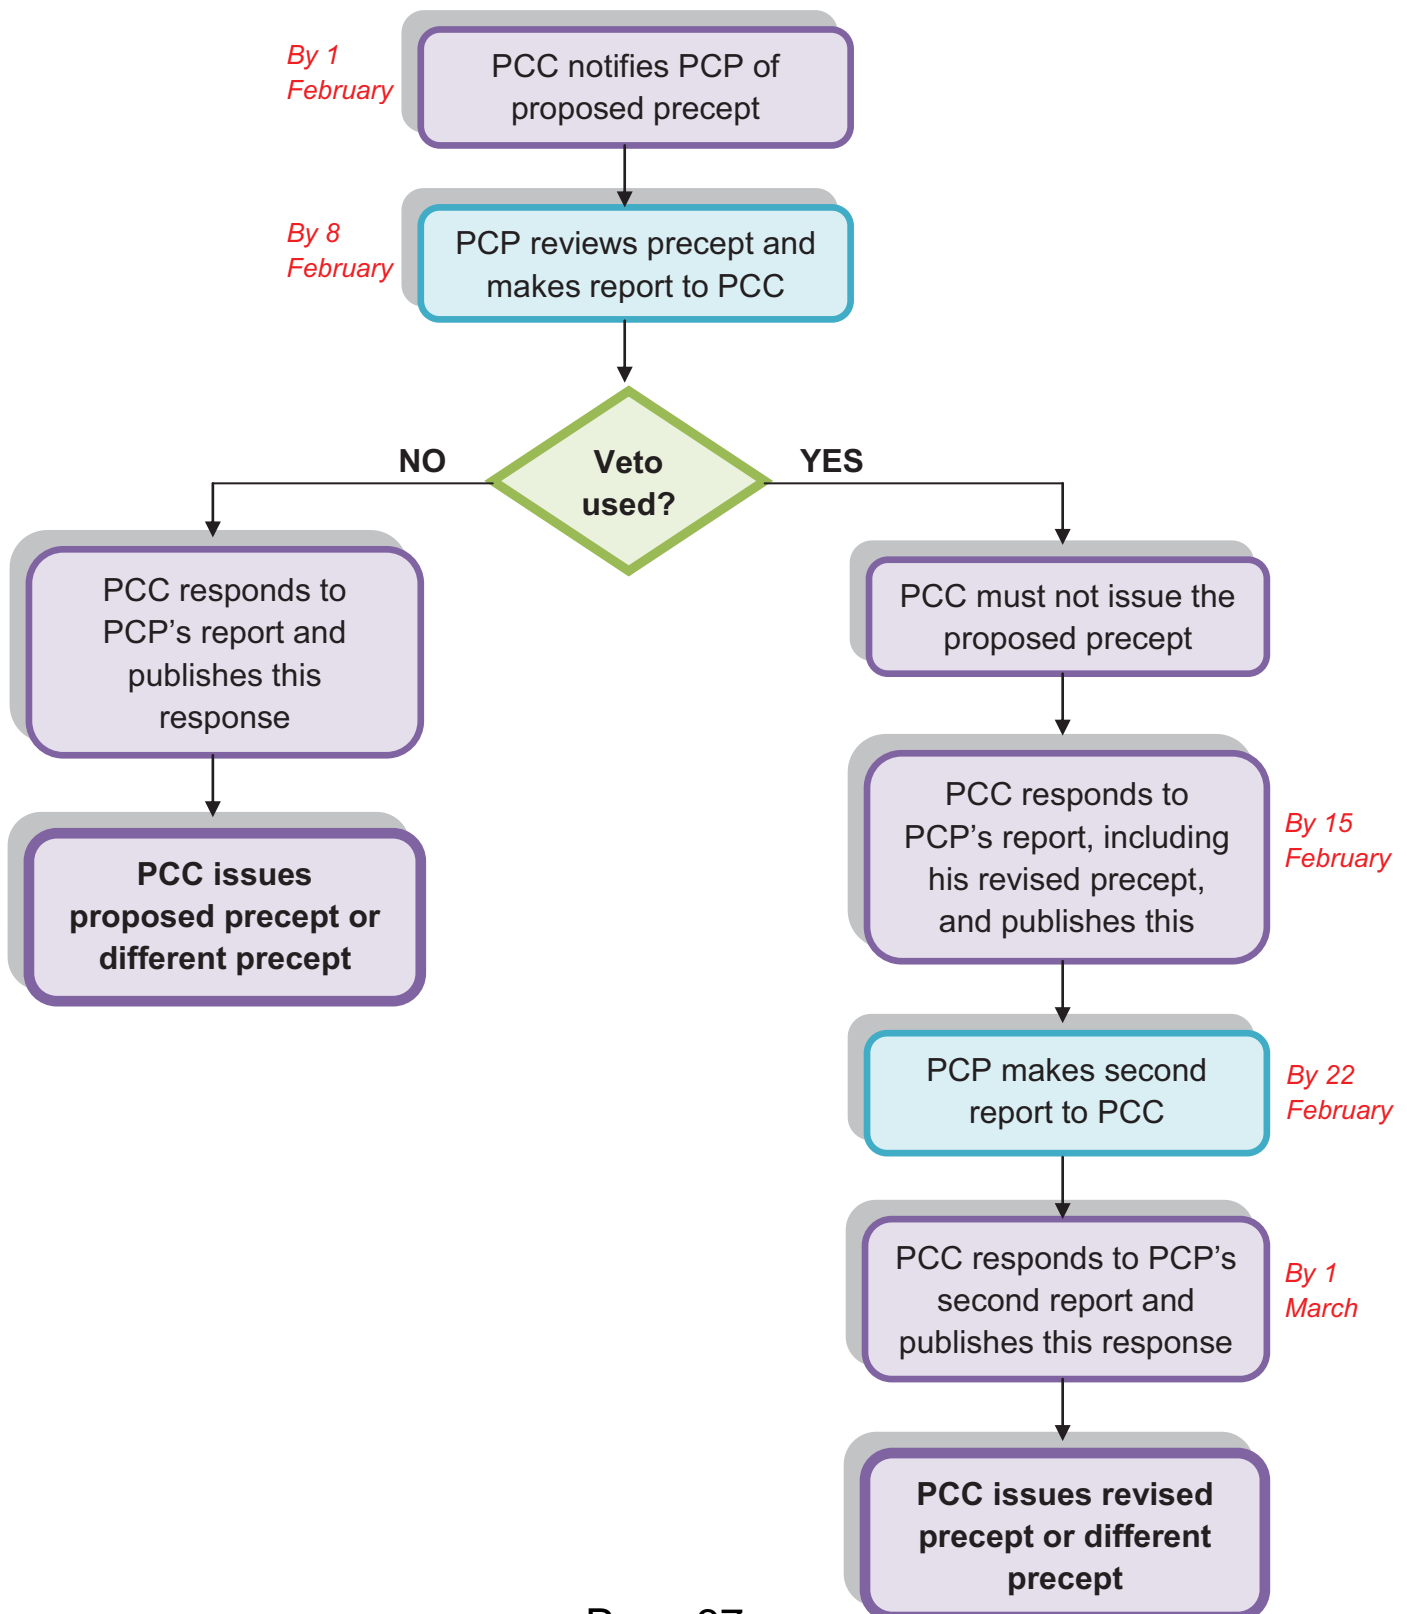 By 1
February
PCC notifies PCP of
proposed precept
By 8
February
PCP reviews precept and
makes report to PCC
NO
Veto
used?
YES
PCC responds to
PCP’s report and
publishes this
response
PCC issues
proposed precept or
different precept
PCC must not issue the
proposed precept
PCC responds to
PCP’s report, including
his revised precept,
and publishes this
By 15
February
PCP makes second
report to PCC
By 22
February
PCC responds to PCP’s
second report and
publishes this response
By 1
March
PCC issues revised
precept or different
precept